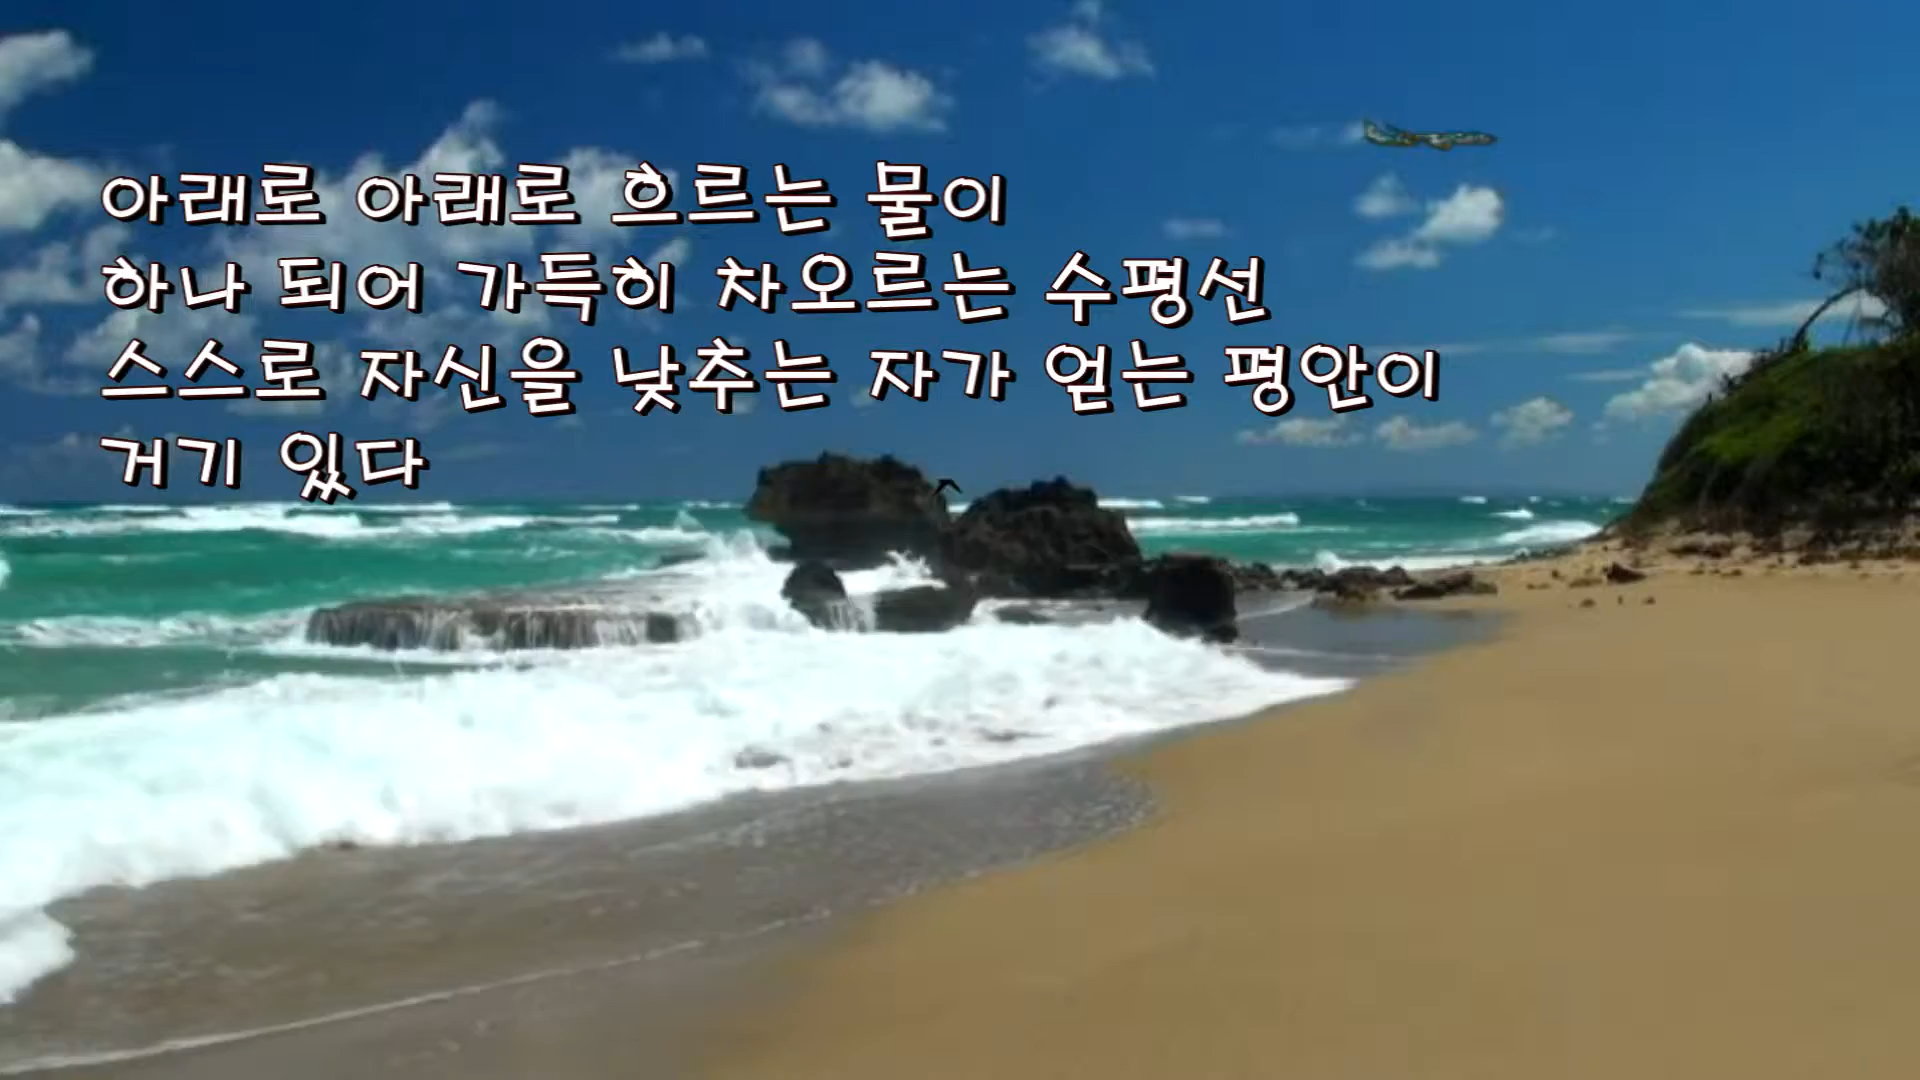 아래로 아래로 흐르는 물이
하나 되어 가득히 차오르는 수평선
스스로 자신을 낮추는 자가 얻는 평안이
거기 있다